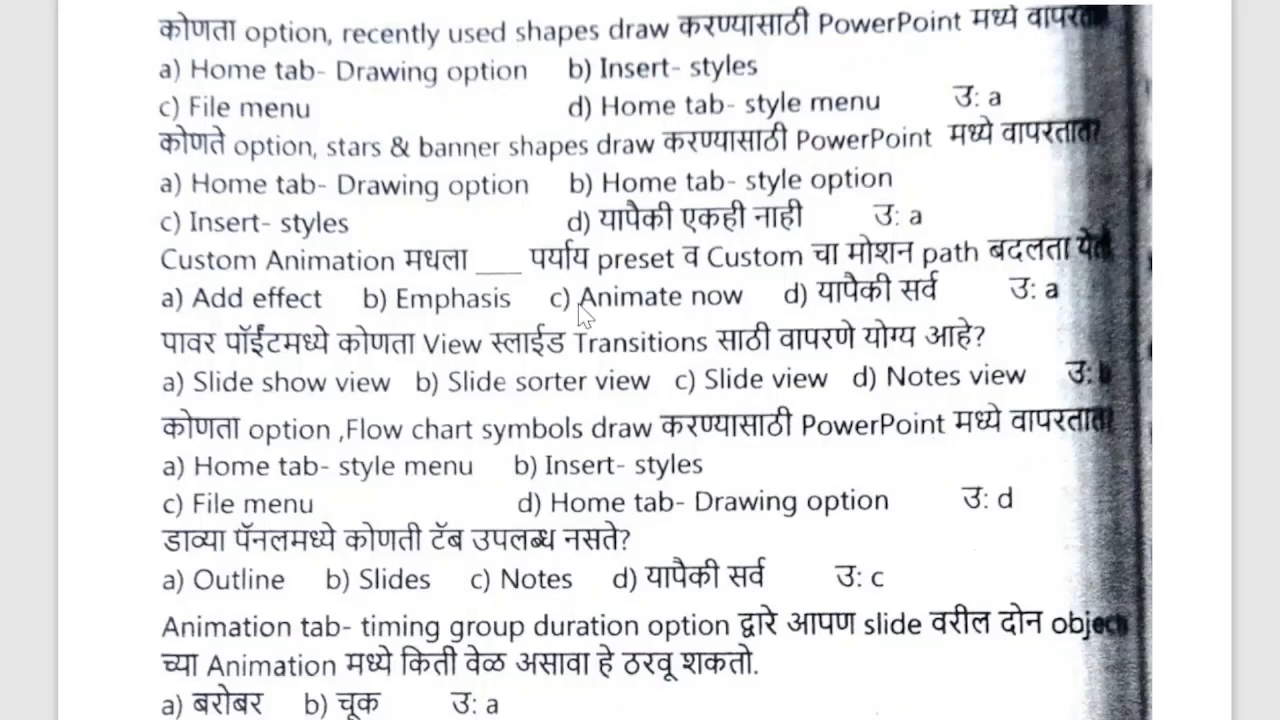 कोणता option, recently used shapes draw करण्यासाठी PowerPoint मध्ये
a) Home tab- Drawing option b) Insert- styles
c) File menu d) Home tab- style menu उ: a
कोणते option, stars & banner shapes draw करण्यासाठी PowerPoint मध्ये वापरतात?
a) Home tab- Drawing option b) Home tab- style option
c) Insert- styles d) यापैकी एकही नाही उ: a
Custom Animation मधला ___ पर्याय preset व Custom चा मोशन path बदलता
a) Add effect b) Emphasis c) Animate now d) यापैकी सर्व उ: a
पावर पॉईंटमध्ये कोणता View स्लाईड Transitions साठी वापरणे योग्य आहे?
a) Slide show view b) Slide sorter view c) Slide view d) Notes view उ: b
कोणता option ,Flow chart symbols draw करण्यासाठी PowerPoint मध्ये वापरतात
a) Home tab- style menu b) Insert- styles
c) File menu d) Home tab- Drawing option उ: d
डाव्या पॅनलमध्ये कोणती टॅब उपलब्ध नसते?
a) Outline b) Slides c) Notes d) यापैकी सर्व उ: c
Animation tab- timing group duration option द्वारे आपण slide वरील दोन object
च्या Animation मध्ये किती वेळ असावा हे ठरवू शकतो.
a) बरोबर b) चूक उ: a